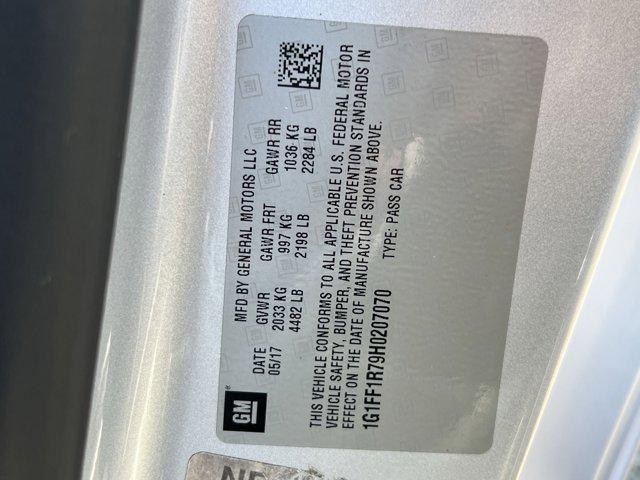 GM
MFD BY GENERAL MOTORS LLC
DATE GVWR GAWR FRT GAWR RR
05/17 2033 KG 997 KG 1036 KG
4482 LB 2198 LB 2284 LB
THIS VEHICLE CONFORMS TO ALL APPLICABLE U.S. FEDERAL MOTOR
VEHICLE SAFETY, BUMPER, AND THEFT PREVENTION STANDARDS IN
EFFECT ON THE DATE OF MANUFACTURE SHOWN ABOVE.
1G1FF1R79H0207070 TYPE: PASS CAR